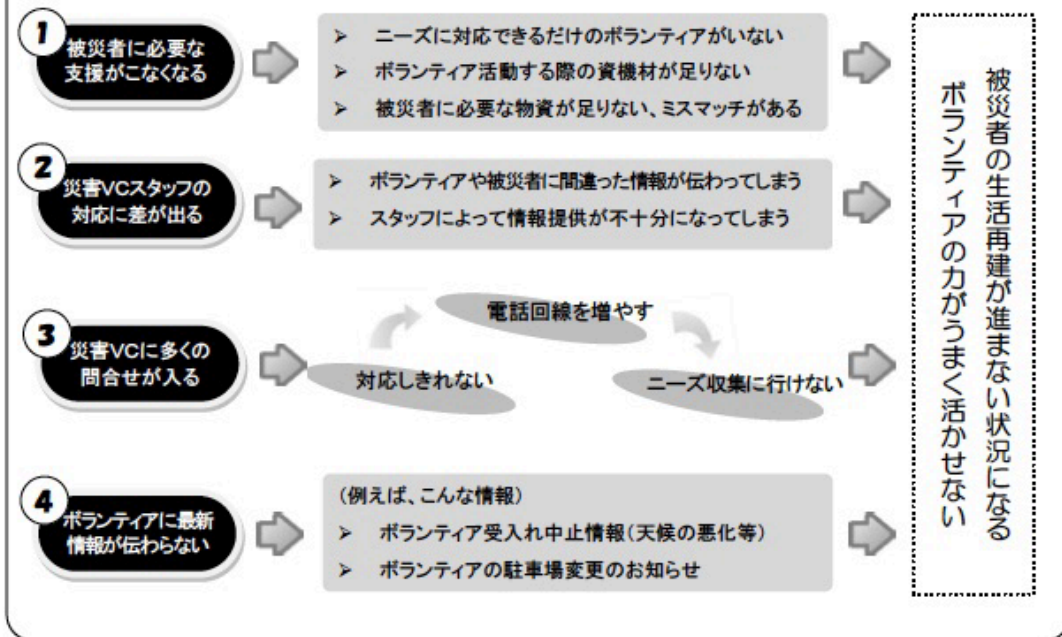 1
被災者に必要な
支援がこなくなる
➢ ニーズに対応できるだけのボランティアがいない
➢ ボランティア活動する際の資機材が足りない
➢ 被災者に必要な物資が足りない、ミスマッチがある
2
災害VCスタッフの
対応に差が出る
➢ ボランティアや被災者に間違った情報が伝わってしまう
➢ スタッフによって情報提供が不十分になってしまう
3
災害VCに多くの
問合せが入る
対応しきれない
電話回線を増やす
ニーズ収集に行けない
4
ボランティアに最新
情報が伝わらない
(例えば、こんな情報)
➢ ボランティア受入れ中止情報(天候の悪化等)
➢ ボランティアの駐車場変更のお知らせ
被災者の生活再建が進まない状況になる
ボランティアの力がうまく活かせない